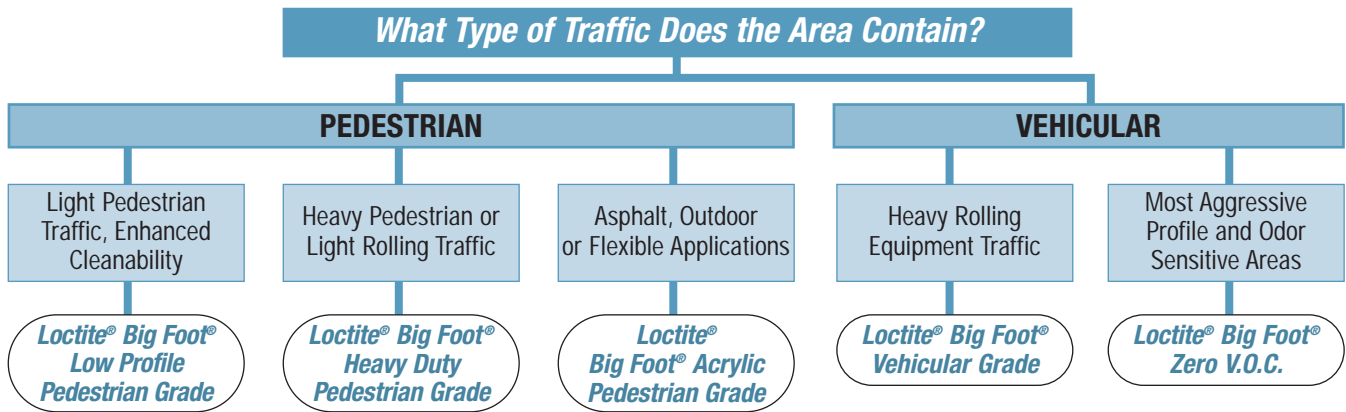 What Type of Traffic Does the Area Contain?
PEDESTRIAN
VEHICULAR
Light Pedestrian
Traffic, Enhanced
Cleanability
Heavy Pedestrian or
Light Rolling Traffic
Asphalt, Outdoor
or Flexible Applications
Heavy Rolling
Equipment Traffic
Most Aggressive
Profile and Odor
Sensitive Areas
Loctite® Big Foot®
Low Profile
Pedestrian Grade
Loctite® Big Foot®
Heavy Duty
Pedestrian Grade
Loctite®
Big Foot® Acrylic
Pedestrian Grade
Loctite® Big Foot®
Vehicular Grade
Loctite® Big Foot®
Zero V.O.C.